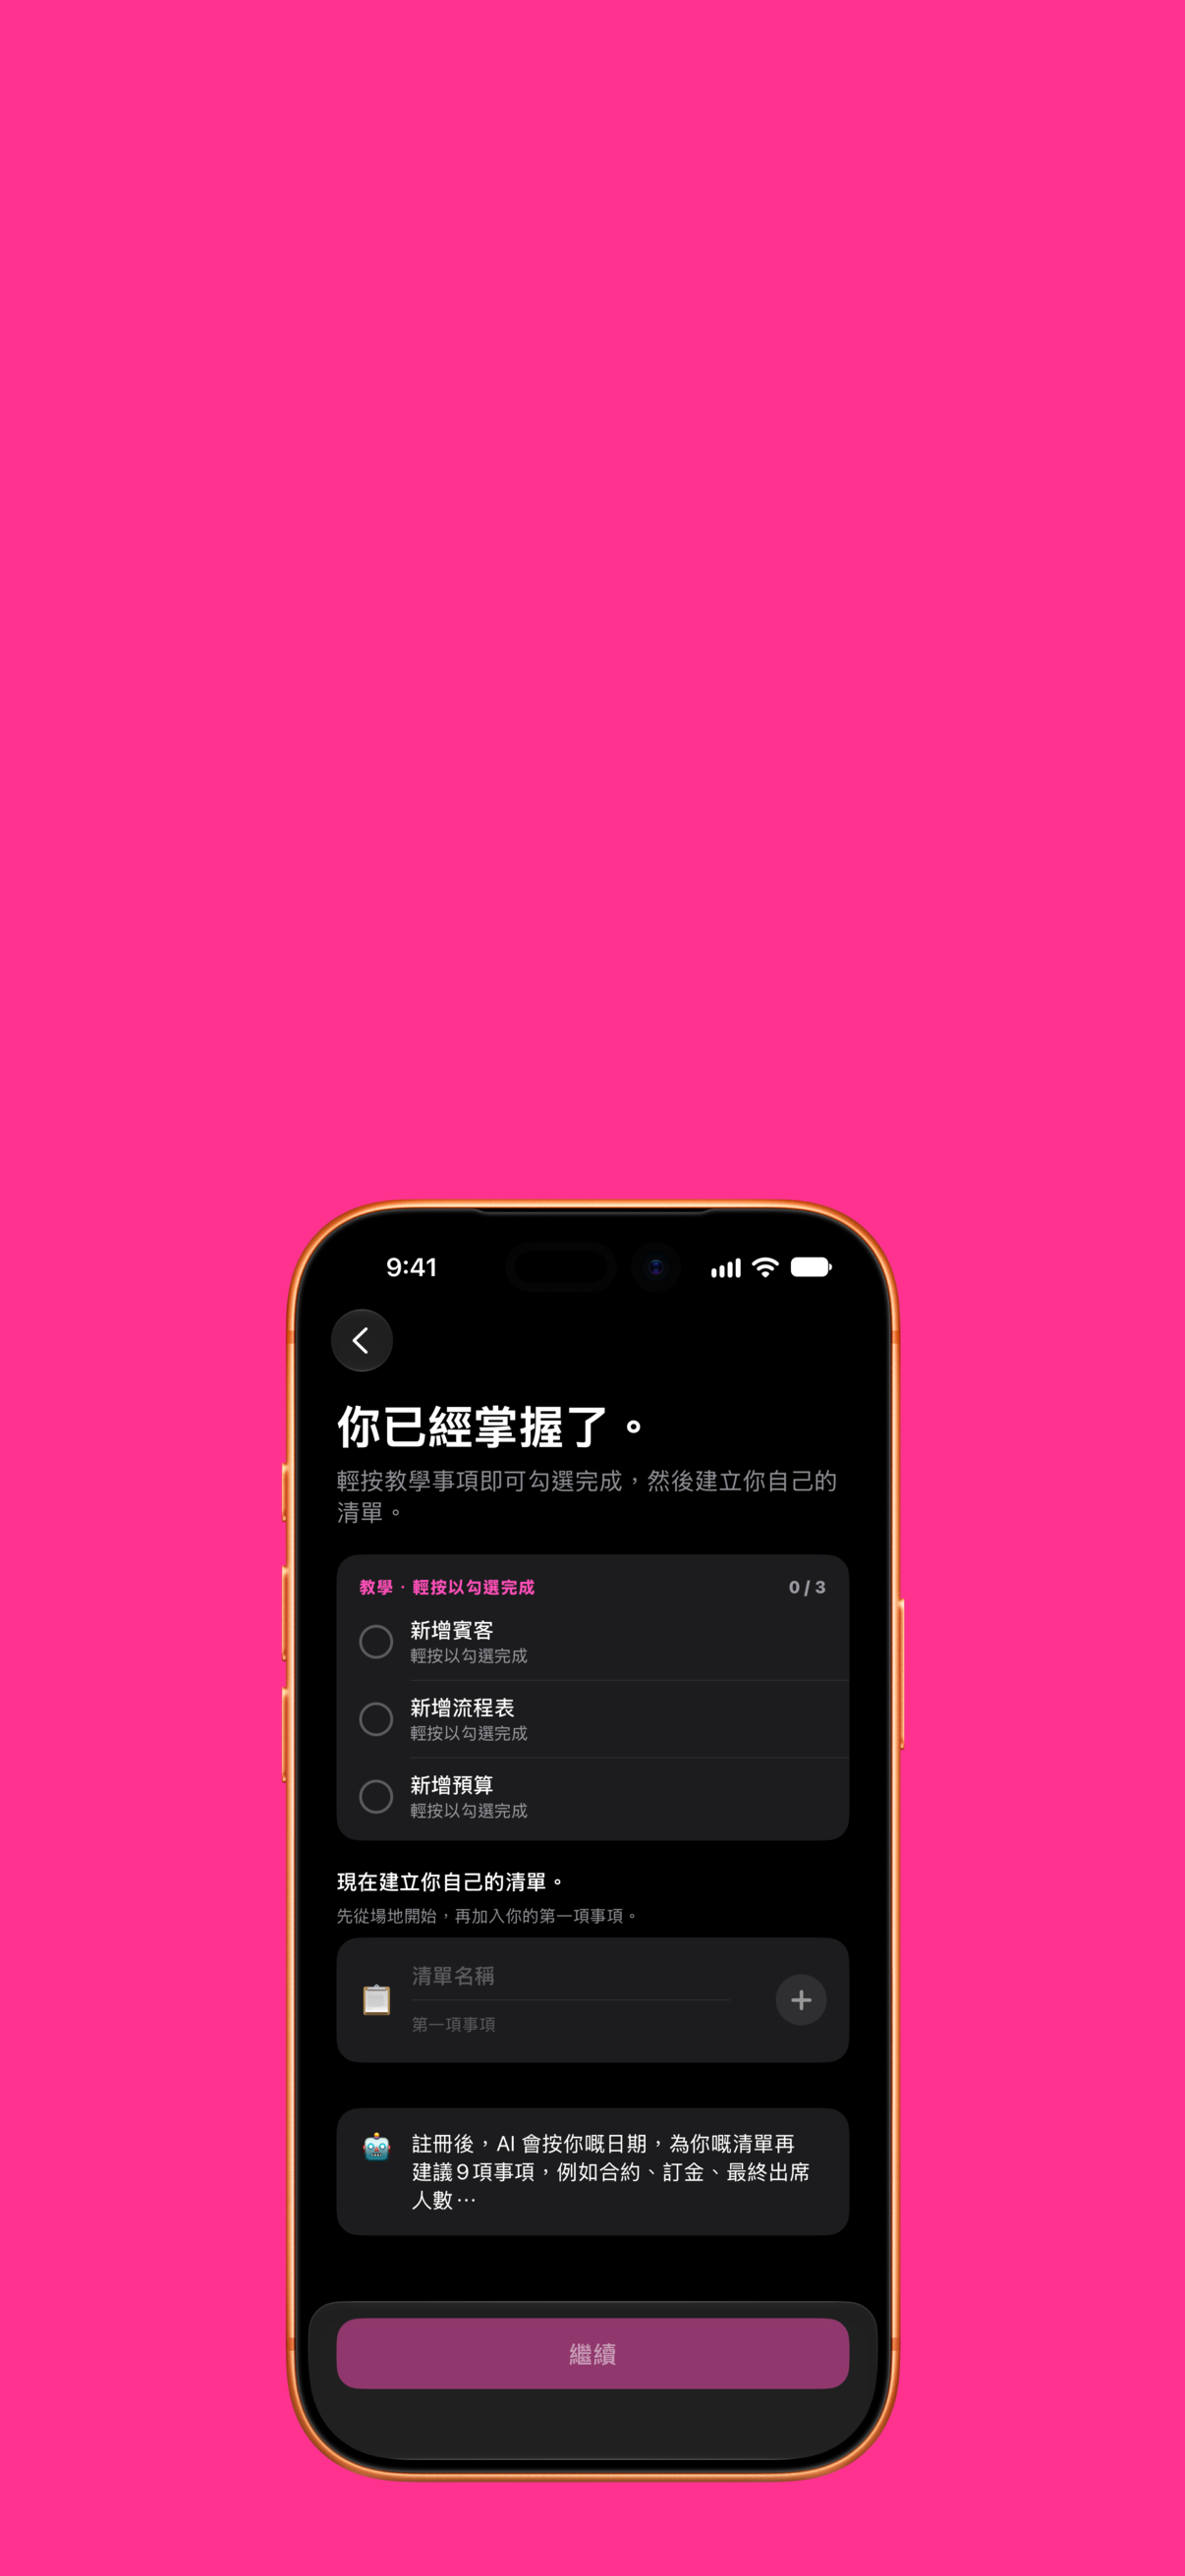 9:41
你已經掌握了。
輕按教學事項即可勾選完成，然後建立你自己的
清單。
教學 · 輕按以勾選完成
0 / 3
新增賓客
輕按以勾選完成
新增流程表
輕按以勾選完成
新增預算
輕按以勾選完成
現在建立你自己的清單。
先從場地開始，再加入你的第一項事項。
清單名稱
第一項事項
註冊後，AI 會按你嘅日期，為你嘅清單再
建議 9 項事項，例如合約、訂金、最終出席
人數⋯
繼續